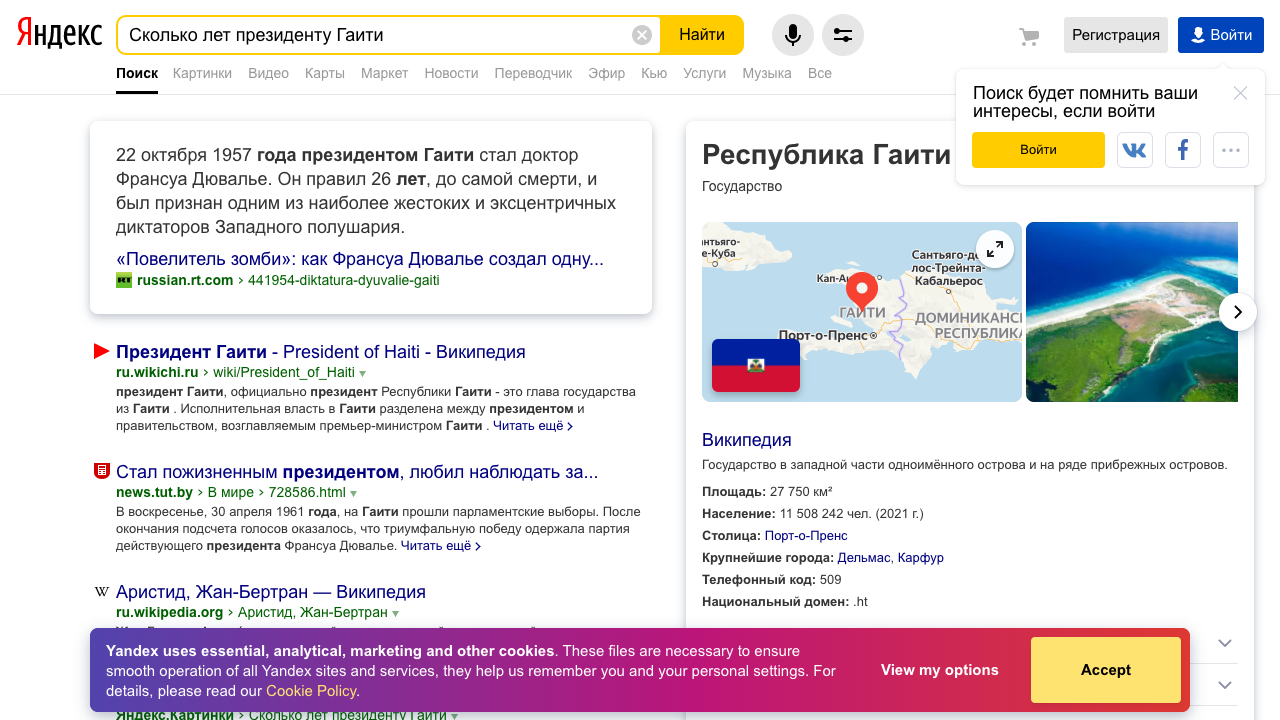 Яндекс
Сколько лет президенту Гаити
Найти
Регистрация
Войти
Поиск Картинки Видео Карты Маркет Новости Переводчик Эфир Кью Услуги Музыка Все
Поиск будет помнить ваши
интересы, если войти
Войти
22 октября 1957 года президентом Гаити стал доктор
Франсуа Дювалье. Он правил 26 лет, до самой смерти, и
был признан одним из наиболее жестоких и эксцентричных
диктаторов Западного полушария.
«Повелитель зомби»: как Франсуа Дювалье создал одну...
russian.rt.com › 441954-diktatura-dyuvalie-gaiti
Президент Гаити - President of Haiti - Википедия
ru.wikichi.ru › wiki/President_of_Haiti
президент Гаити, официально президент Республики Гаити - это глава государства
из Гаити . Исполнительная власть в Гаити разделена между президентом и
правительством, возглавляемым премьер-министром Гаити . Читать ещё
Стал пожизненным президентом, любил наблюдать за...
news.tut.by › В мире › 728586.html
В воскресенье, 30 апреля 1961 года, на Гаити прошли парламентские выборы. После
окончания подсчета голосов оказалось, что триумфальную победу одержала партия
действующего президента Франсуа Дювалье. Читать ещё
Аристид, Жан-Бертран — Википедия
ru.wikipedia.org › Аристид, Жан-Бертран
Яндекс.Картинки › Сколько лет президенту Гаити
Республика Гаити
Государство
нтьяго-
е-Куба
Сантьяго-де-
лос-Трейнта-
Кабальерос
ГАИТИ
ДОМИНИКАНС
РЕСПУБЛИКА
Порт-о-Пренс
Википедия
Государство в западной части одноимённого острова и на ряде прибрежных островов.
Площадь: 27 750 км²
Население: 11 508 242 чел. (2021 г.)
Столица: Порт-о-Пренс
Крупнейшие города: Дельмас, Карфур
Телефонный код: 509
Национальный домен: .ht
Yandex uses essential, analytical, marketing and other cookies. These files are necessary to ensure
smooth operation of all Yandex sites and services, they help us remember you and your personal settings. For
details, please read our Cookie Policy.
View my options
Accept